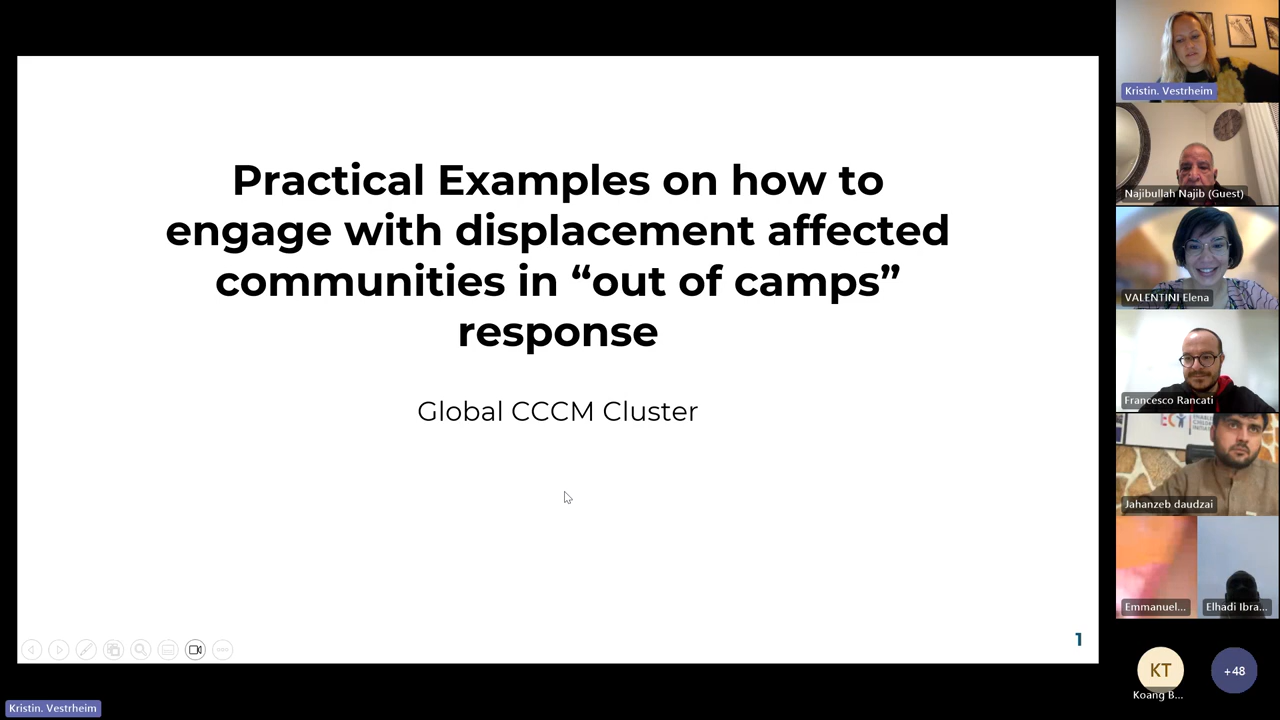 Practical Examples on how to
engage with displacement affected
communities in “out of camps”
response
Global CCCM Cluster
1
Kristin. Vestrheim
Kristin. Vestrheim
Najibullah Najib (Guest)
VALENTINI Elena
Francesco Rancati
Jahanzeb daudzai
Emmanuel...
Elhadi Ibra...
KT
Koang B...
+48